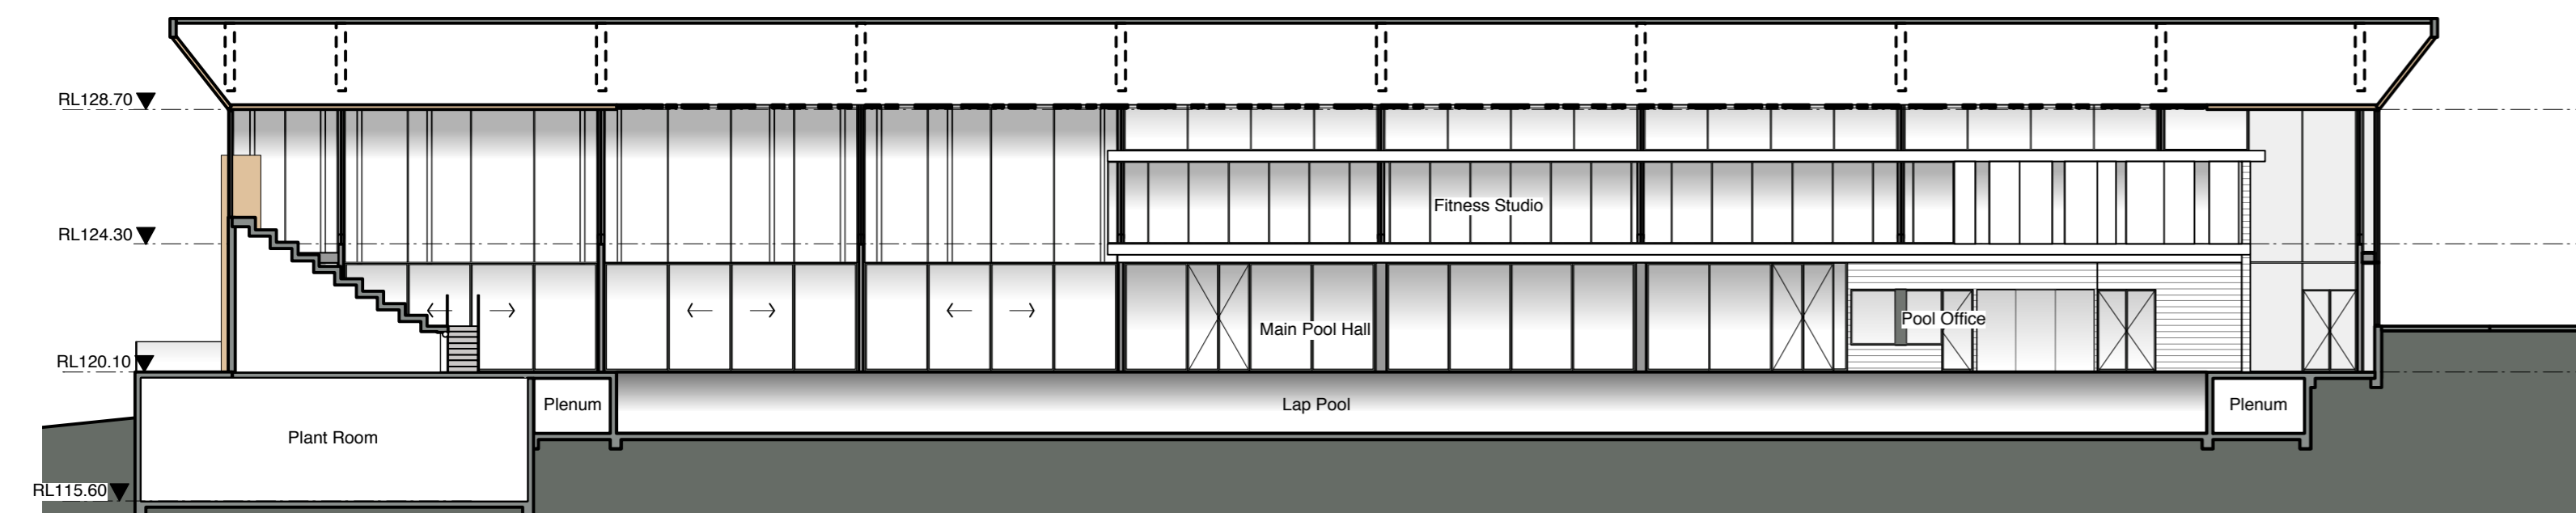 RL128.70
Fitness Studio
RL124.30
Pool Office
Main Pool Hall
RL120.10
Plenum
Lap Pool
Plenum
Plant Room
RL115.60